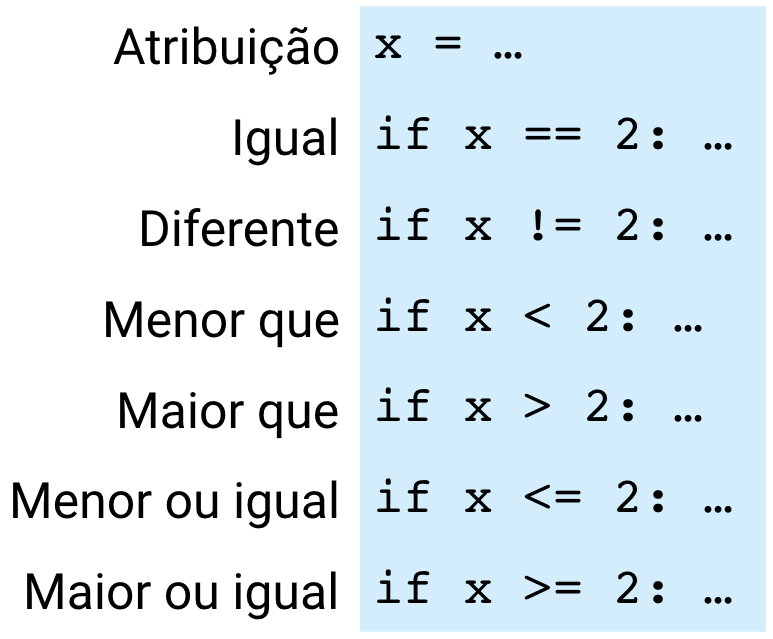 Atribuição x = …
Igual if x == 2: …
Diferente if x != 2: …
Menor que if x < 2: …
Maior que if x > 2: …
Menor ou igual if x <= 2: …
Maior ou igual if x >= 2: …